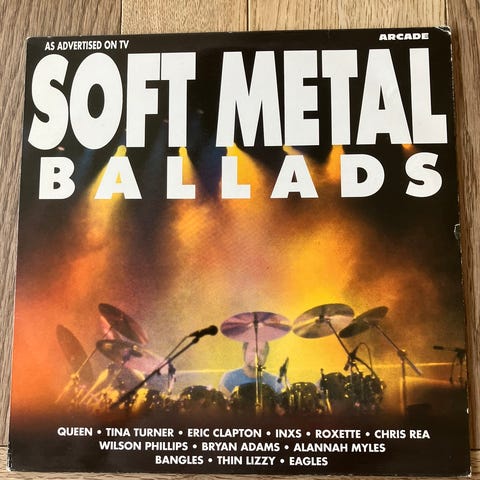 AS ADVERTISED ON TV
ARCADE
SOFT METAL
BALLADS
QUEEN • TINA TURNER • ERIC CLAPTON • INXS • ROXETTE • CHRIS REA
WILSON PHILLIPS • BRYAN ADAMS • ALANNAH MYLES
BANGLES • THIN LIZZY • EAGLES